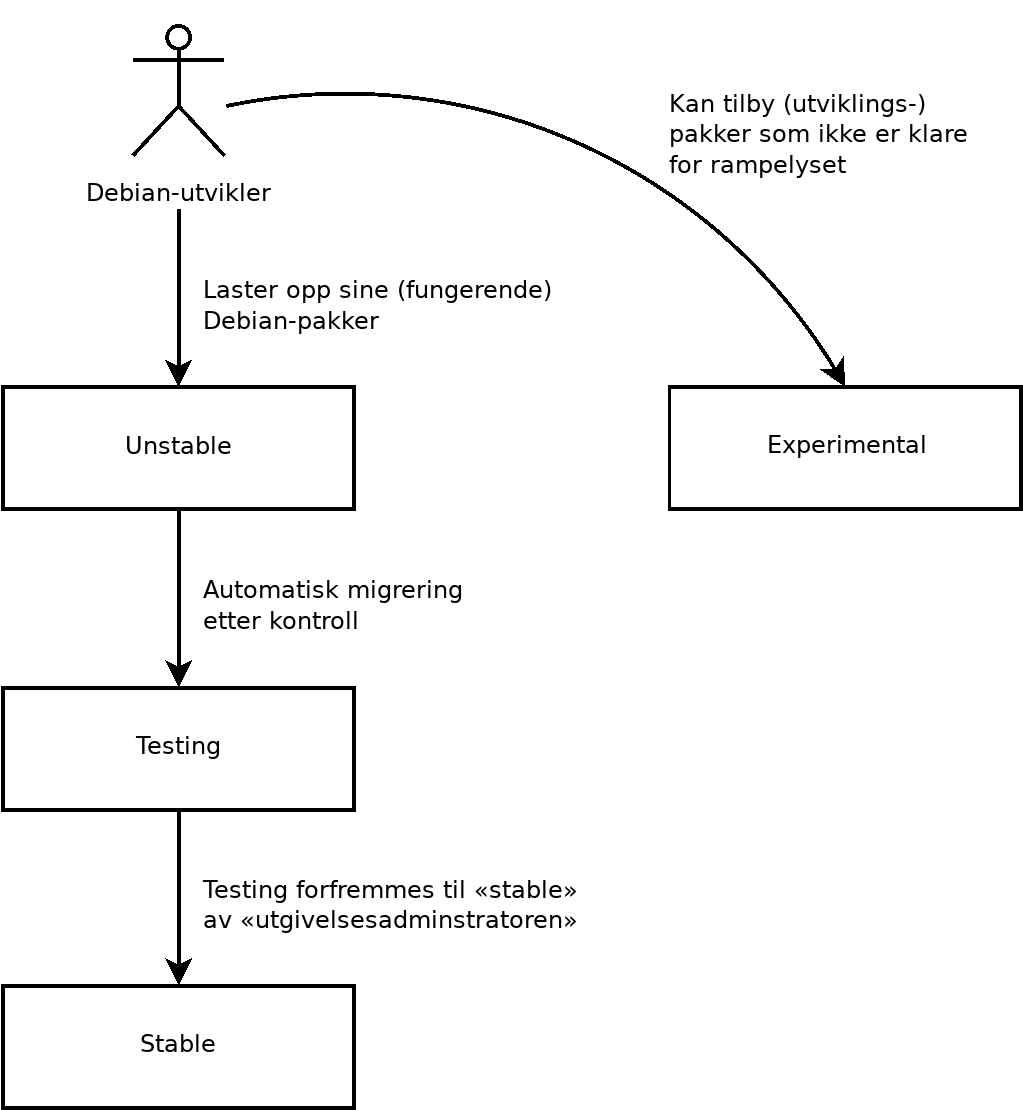 Debian-utvikler
Kan tilby (utviklings-)
pakker som ikke er klare
for rampelyset
Laster opp sine (fungerende)
Debian-pakker
Unstable
Experimental
Automatisk migrering
etter kontroll
Testing
Testing forfremmes til «stable»
av «utgivelsesadminstratoren»
Stable